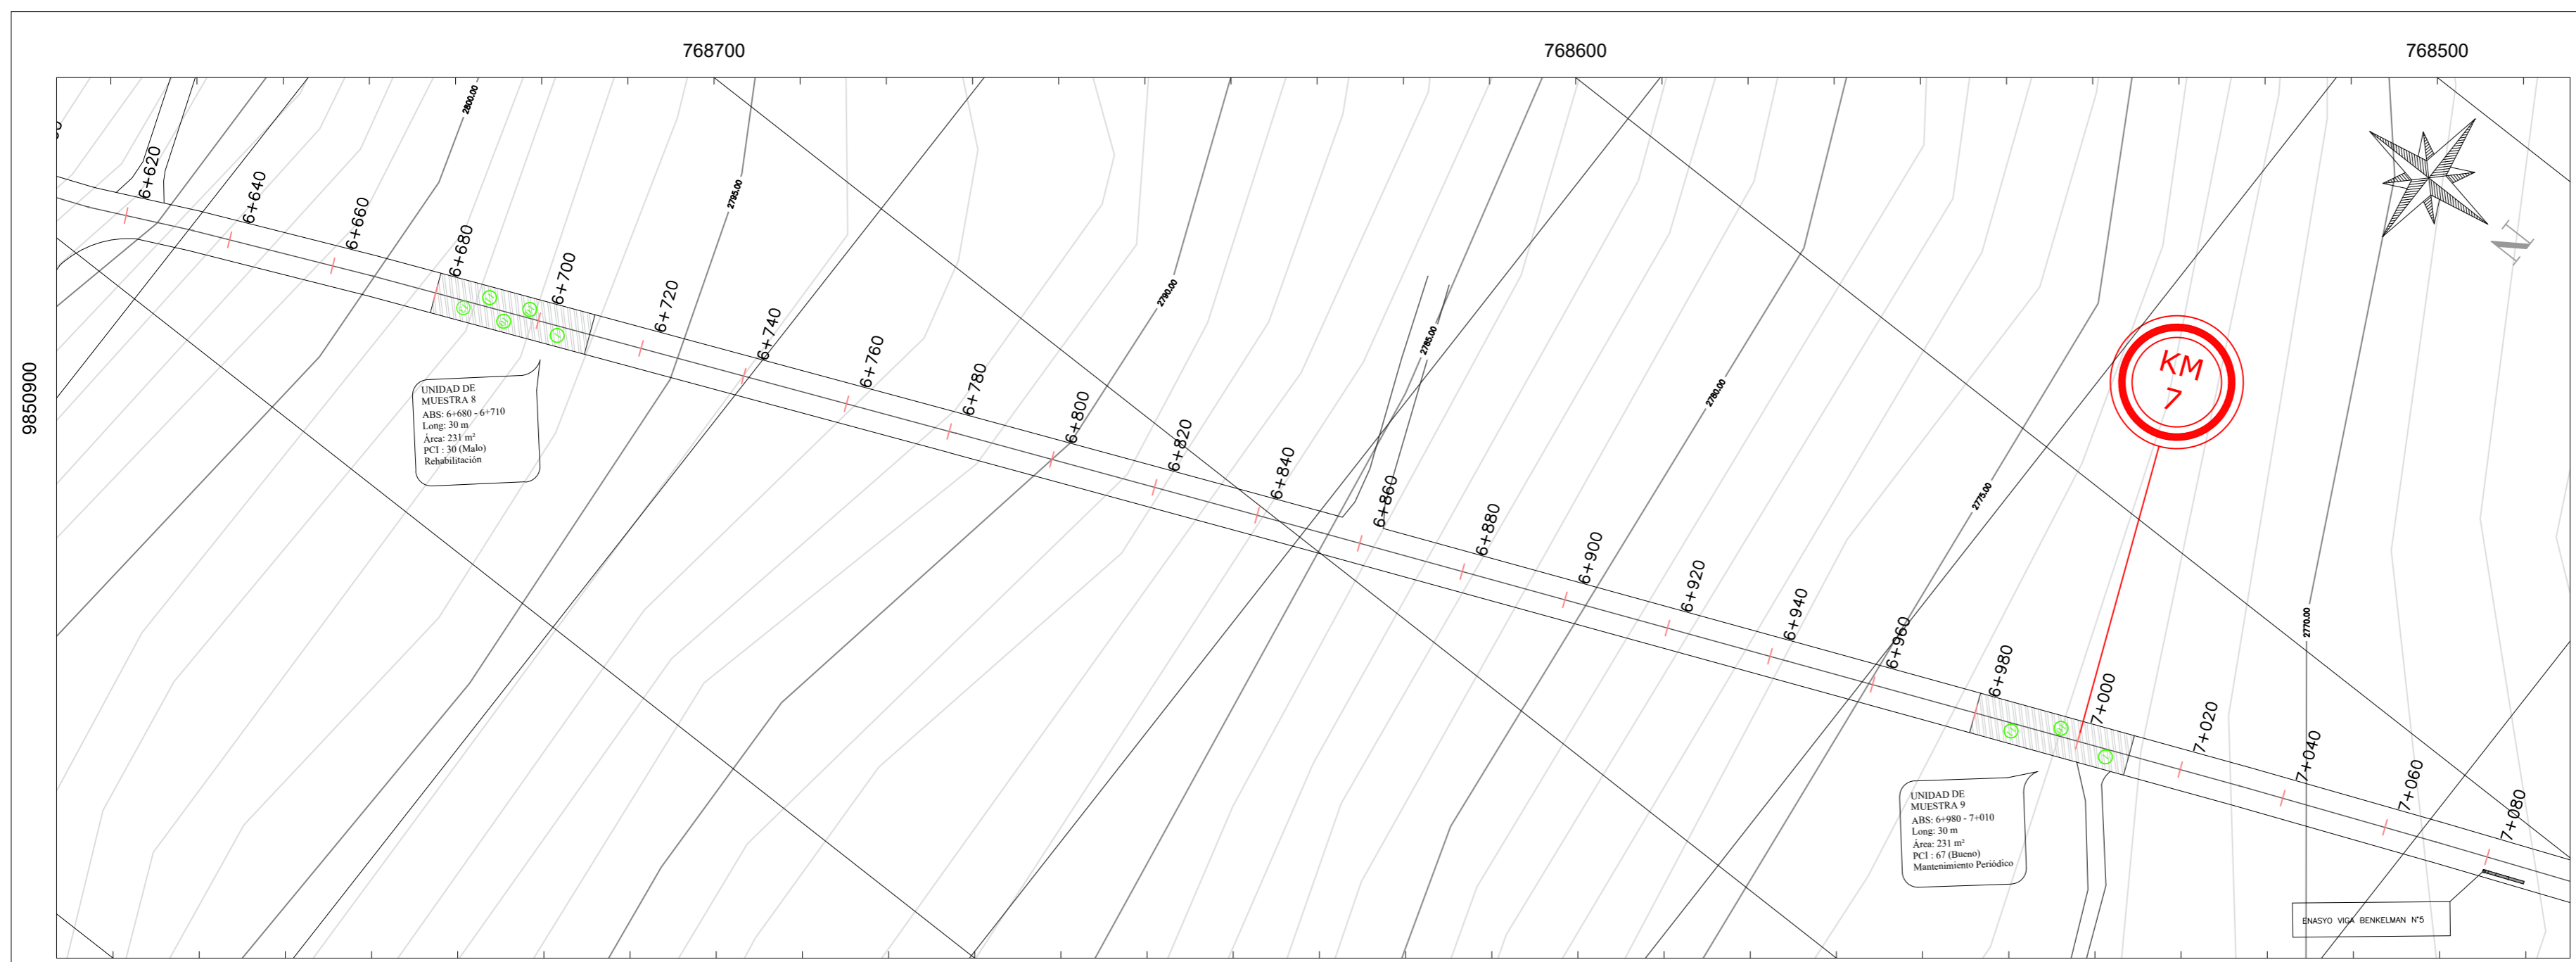 768700
768600
768500
9850900
6+620
6+640
6+660
6+680
6+700
6+720
6+740
6+760
6+780
6+800
6+820
6+840
6+860
6+880
6+900
6+920
6+940
6+960
6+980
7+000
7+020
7+040
7+060
7+080
2800.00
2795.00
2790.00
2785.00
2780.00
2775.00
2770.00
N
KM
7
UNIDAD DE
MUESTRA 8
ABS: 6+680 - 6+710
Long: 30 m
Área: 231 m²
PCI : 30 (Malo)
Rehabilitación
UNIDAD DE
MUESTRA 9
ABS: 6+980 - 7+010
Long: 30 m
Área: 231 m²
PCI : 67 (Bueno)
Mantenimiento Periódico
ENASYO VIGA BENKELMAN N°5